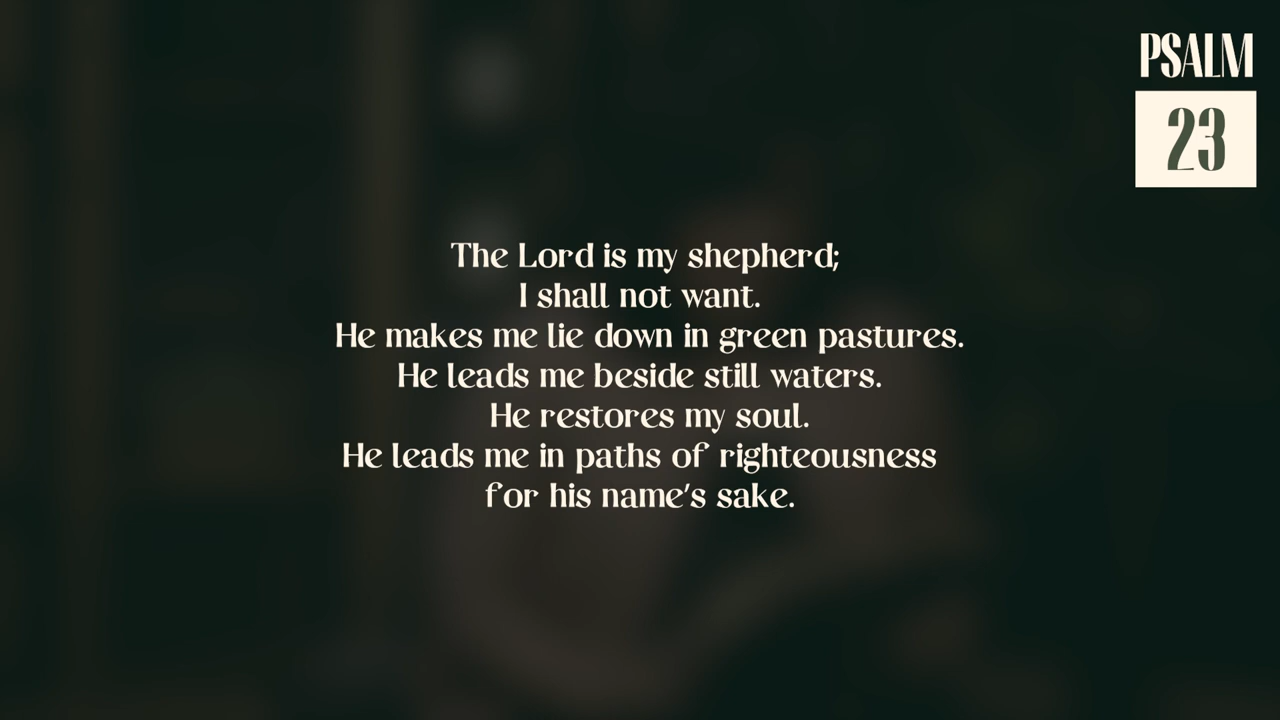 PSALM
23
The Lord is my shepherd;
I shall not want.
He makes me lie down in green pastures.
He leads me beside still waters.
He restores my soul.
He leads me in paths of righteousness
for his name's sake.